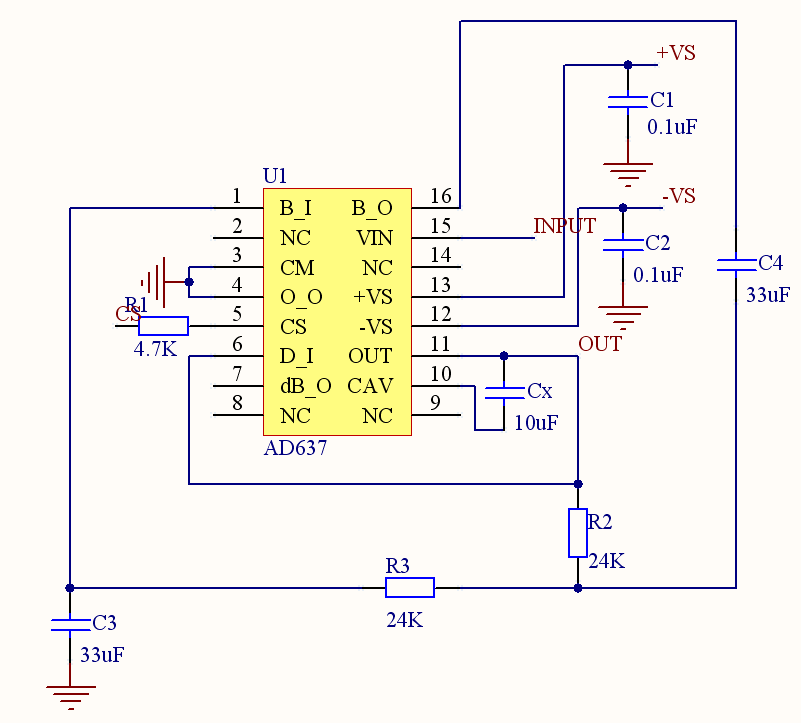 +VS
C1
0.1uF
U1
1 B_I B_O 16
-VS
2 NC VIN 15
INPUT
3 CM NC 14
C2
0.1uF
C4
33uF
4 O_O +VS 13
R1
CS
5 CS -VS 12
4.7K
OUT
6 D_I OUT 11
7 dB_O CAV 10
Cx
10uF
8 NC NC 9
AD637
R2
24K
R3
24K
C3
33uF